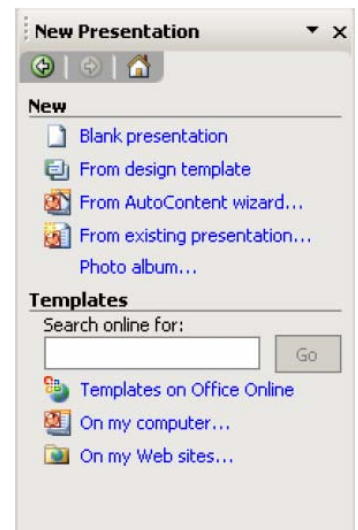 New Presentation
New
Blank presentation
From design template
From AutoContent wizard...
From existing presentation...
Photo album...
Templates
Search online for:
Go
Templates on Office Online
On my computer...
On my Web sites...